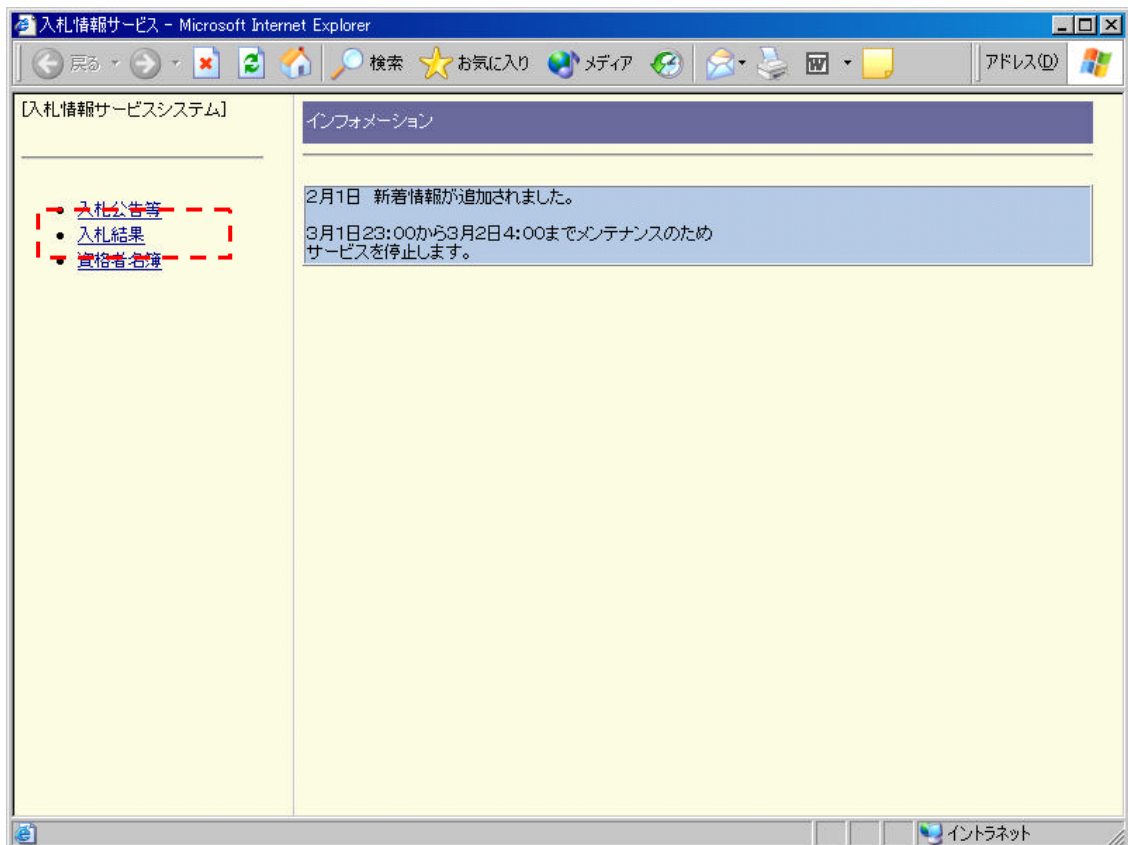 入札情報サービス - Microsoft Internet Explorer
戻る 検索 お気に入り メディア アドレス(D)
[入札情報サービスシステム]
インフォメーション
入札公告等
入札結果
資格者名簿
2月1日 新着情報が追加されました。
3月1日23:00から3月2日4:00までメンテナンスのため
サービスを停止します。
イントラネット